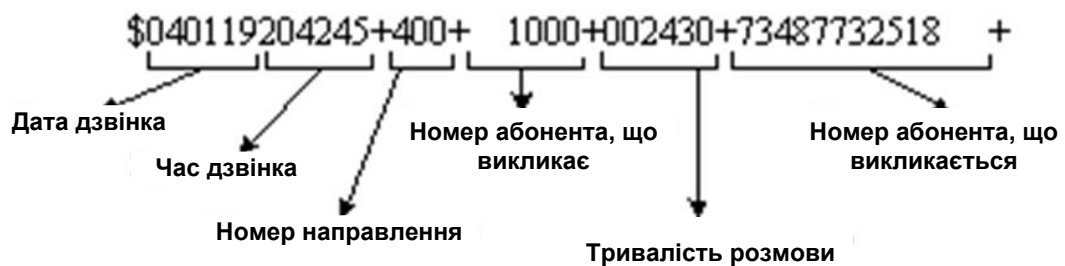 $040119204245+400+ 1000+002430+73487732518 +
Дата дзвінка
Час дзвінка
Номер направлення
Номер абонента, що
викликає
Тривалість розмови
Номер абонента, що
викликається